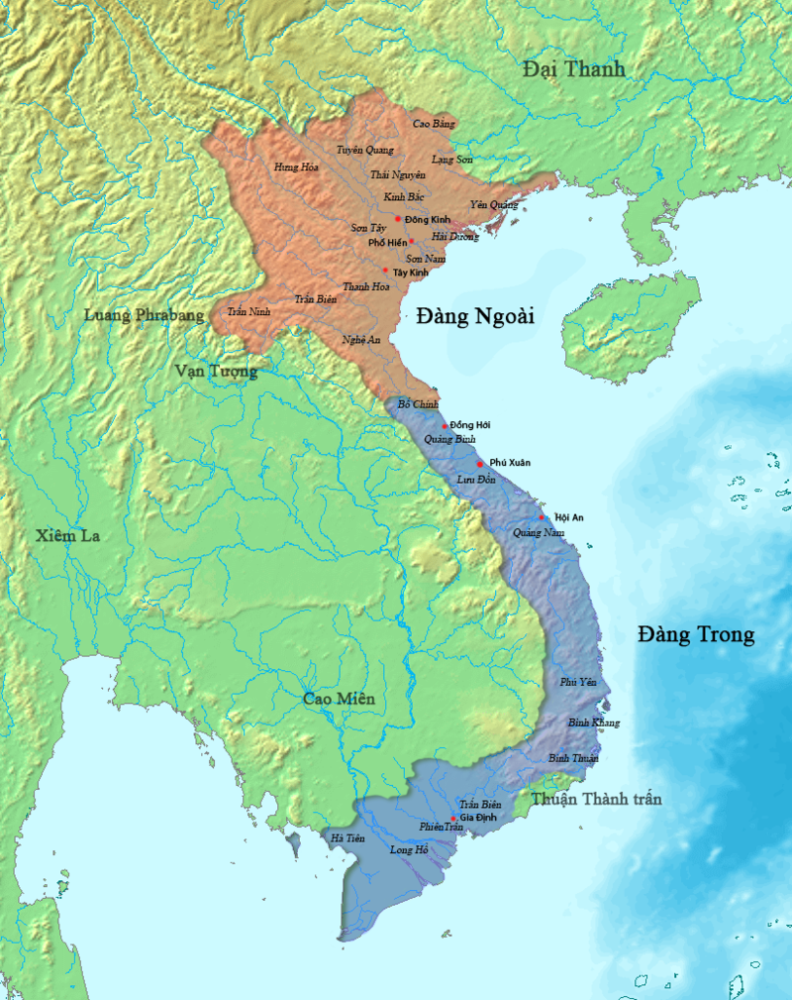 Đại Thanh
Cao Bằng
Tuyên Quang
Lạng Sơn
Hưng Hóa
Thái Nguyên
Kinh Bắc
Yên Quảng
Đông Kinh
Sơn Tây
Phố Hiến
Hải Dương
Sơn Nam
Tây Kinh
Thanh Hoa
Trấn Biên
Trấn Ninh
Luang Phrabang
Đàng Ngoài
Nghệ An
Vạn Tượng
Bố Chính
Đồng Hới
Quảng Bình
Phú Xuân
Lưu Đồn
Hội An
Quảng Nam
Xiêm La
Đàng Trong
Phú Yên
Cao Miên
Bình Khang
Bình Thuận
Thuận Thành trấn
Trấn Biên
Gia Định
Phiên Trấn
Hà Tiên
Long Hồ